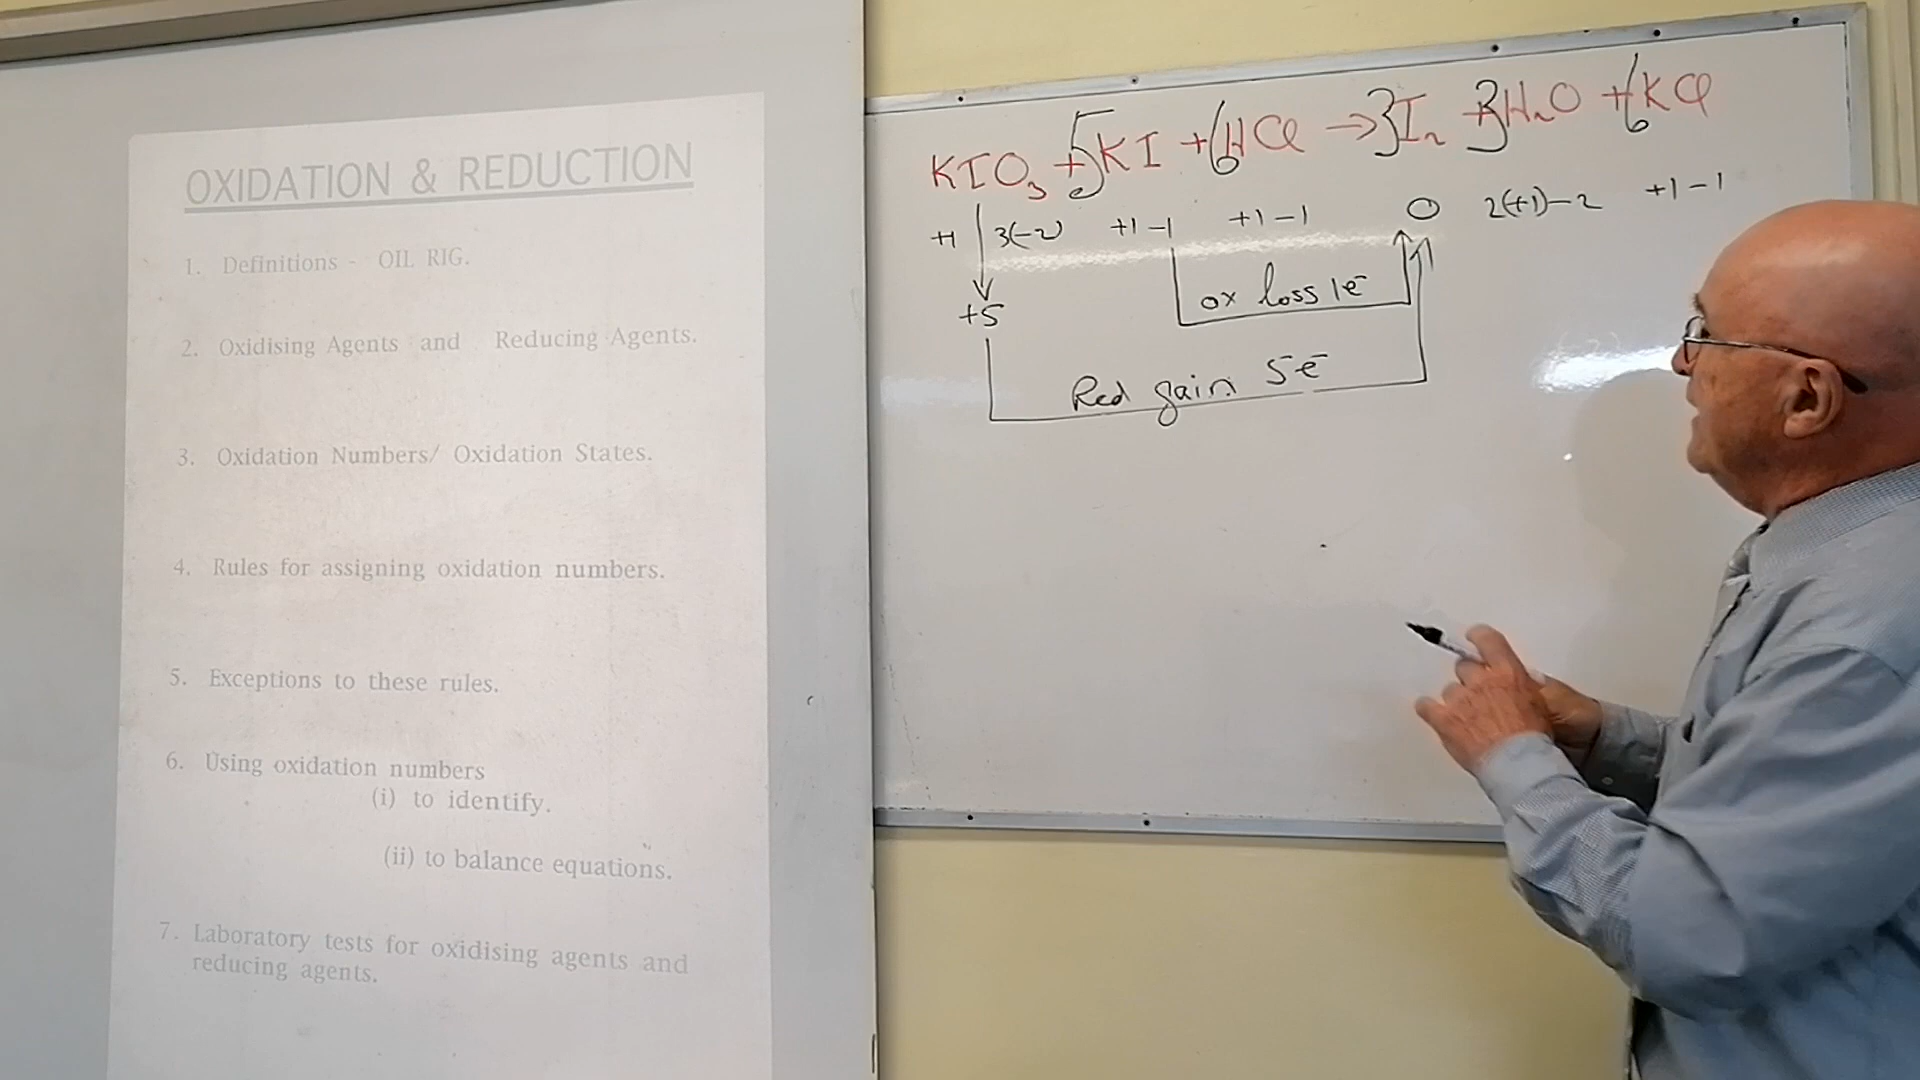 OXIDATION & REDUCTION
1. Definitions - OIL RIG.
2. Oxidising Agents and Reducing Agents.
3. Oxidation Numbers/ Oxidation States.
4. Rules for assigning oxidation numbers.
5. Exceptions to these rules.
6. Using oxidation numbers
(i) to identify.
(ii) to balance equations.
7. Laboratory tests for oxidising agents and
reducing agents.
KIO₃ + 5KI + 6HCl → 3I₂ + 3H₂O + 6KCl
+1 3(-2) +1 -1 +1 -1 0 2(+1)-2 +1 -1
+5
ox loss 1e⁻
Red gain 5e⁻